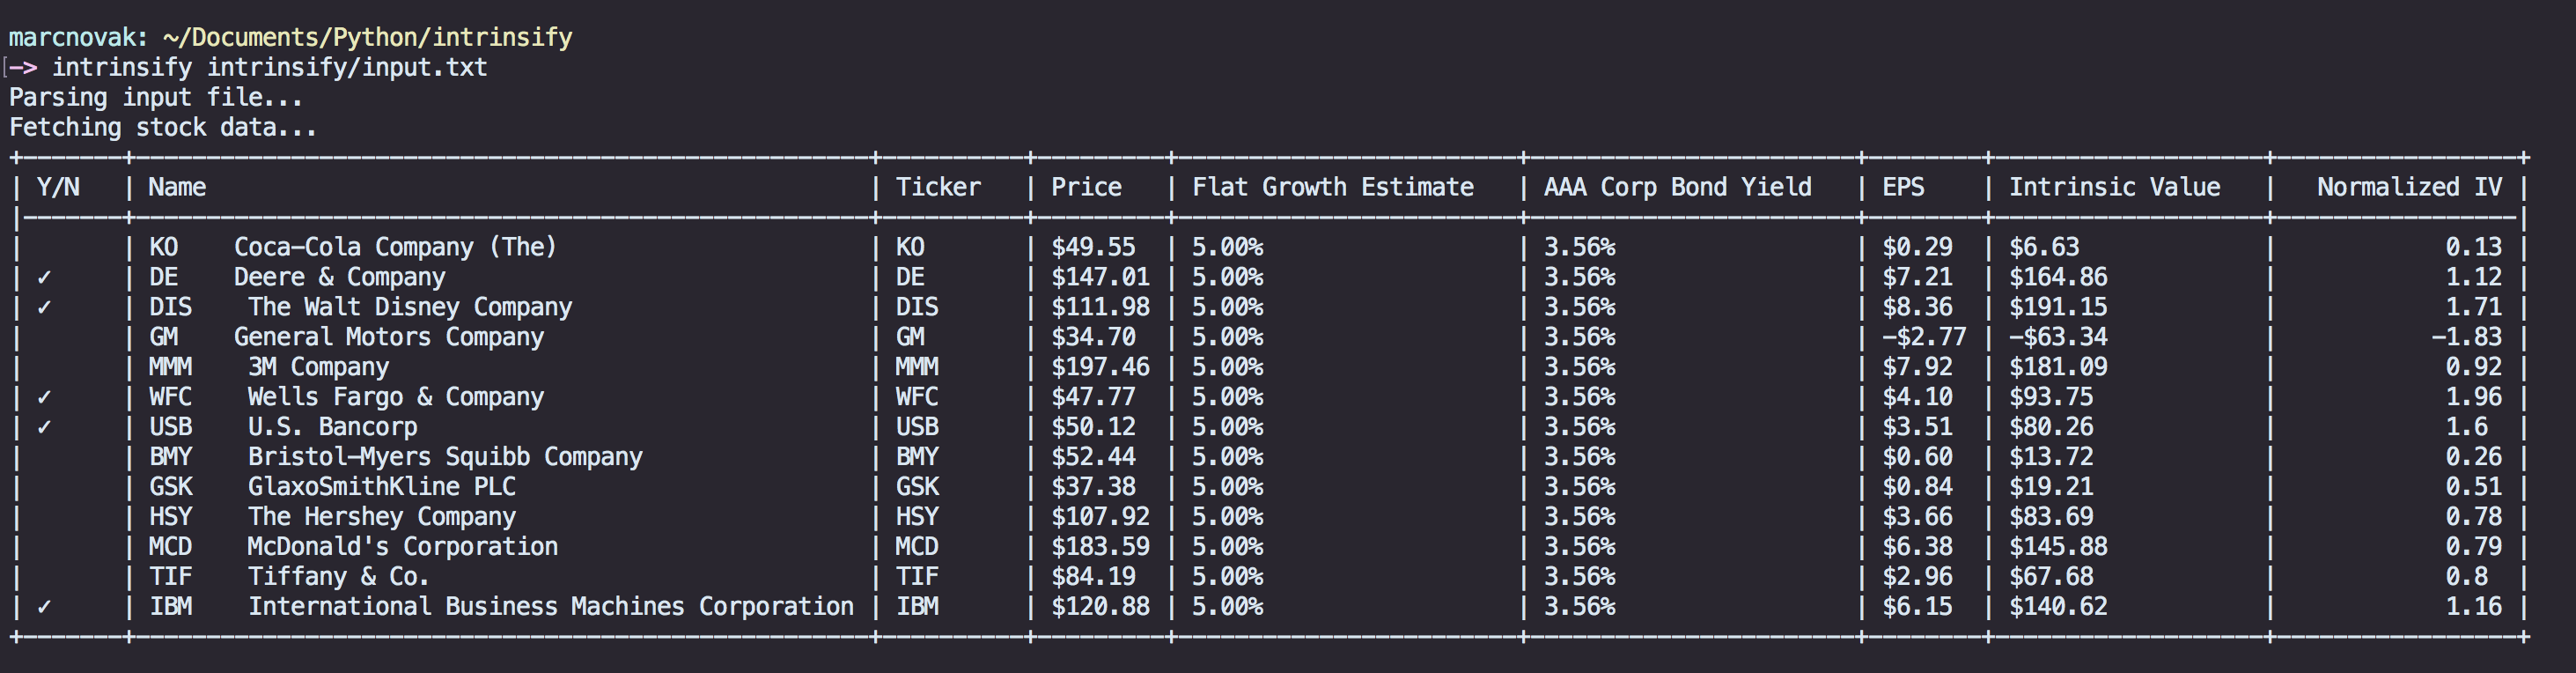 marcnovak: ~/Documents/Python/intrinsify
[-> intrinsify intrinsify/input.txt
Parsing input file...
Fetching stock data...
+-------+----------------------------------------------------+----------+---------+------------------------+-----------------------+--------+-------------------+-----------------+
| Y/N   | Name                                               | Ticker   | Price   | Flat Growth Estimate   | AAA Corp Bond Yield   | EPS    | Intrinsic Value   |   Normalized IV |
|-------+----------------------------------------------------+----------+---------+------------------------+-----------------------+--------+-------------------+-----------------|
|       | KO    Coca-Cola Company (The)                      | KO       | $49.55  | 5.00%                  | 3.56%                 | $0.29  | $6.63             |            0.13 |
| ✓     | DE    Deere & Company                              | DE       | $147.01 | 5.00%                  | 3.56%                 | $7.21  | $164.86           |            1.12 |
| ✓     | DIS    The Walt Disney Company                     | DIS      | $111.98 | 5.00%                  | 3.56%                 | $8.36  | $191.15           |            1.71 |
|       | GM    General Motors Company                       | GM       | $34.70  | 5.00%                  | 3.56%                 | -$2.77 | -$63.34           |           -1.83 |
|       | MMM    3M Company                                  | MMM      | $197.46 | 5.00%                  | 3.56%                 | $7.92  | $181.09           |            0.92 |
| ✓     | WFC    Wells Fargo & Company                       | WFC      | $47.77  | 5.00%                  | 3.56%                 | $4.10  | $93.75            |            1.96 |
| ✓     | USB    U.S. Bancorp                                | USB      | $50.12  | 5.00%                  | 3.56%                 | $3.51  | $80.26            |            1.6  |
|       | BMY    Bristol-Myers Squibb Company                | BMY      | $52.44  | 5.00%                  | 3.56%                 | $0.60  | $13.72            |            0.26 |
|       | GSK    GlaxoSmithKline PLC                         | GSK      | $37.38  | 5.00%                  | 3.56%                 | $0.84  | $19.21            |            0.51 |
|       | HSY    The Hershey Company                         | HSY      | $107.92 | 5.00%                  | 3.56%                 | $3.66  | $83.69            |            0.78 |
|       | MCD    McDonald's Corporation                      | MCD      | $183.59 | 5.00%                  | 3.56%                 | $6.38  | $145.88           |            0.79 |
|       | TIF    Tiffany & Co.                               | TIF      | $84.19  | 5.00%                  | 3.56%                 | $2.96  | $67.68            |            0.8  |
| ✓     | IBM    International Business Machines Corporation | IBM      | $120.88 | 5.00%                  | 3.56%                 | $6.15  | $140.62           |            1.16 |
+-------+----------------------------------------------------+----------+---------+------------------------+-----------------------+--------+-------------------+-----------------+